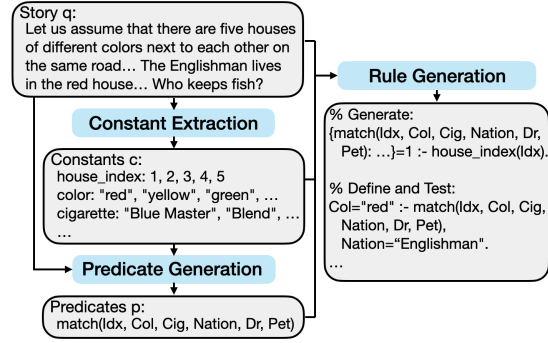 Story q:
Let us assume that there are five houses
of different colors next to each other on
the same road... The Englishman lives
in the red house... Who keeps fish?
Constant Extraction
Constants c:
house_index: 1, 2, 3, 4, 5
color: "red", "yellow", "green", ...
cigarette: "Blue Master", "Blend", ...
...
Predicate Generation
Predicates p:
match(Idx, Col, Cig, Nation, Dr, Pet)
Rule Generation
% Generate:
{match(Idx, Col, Cig, Nation, Dr,
Pet): ...}=1 :- house_index(Idx).
% Define and Test:
Col="red" :- match(Idx, Col, Cig,
Nation, Dr, Pet),
Nation="Englishman".
...